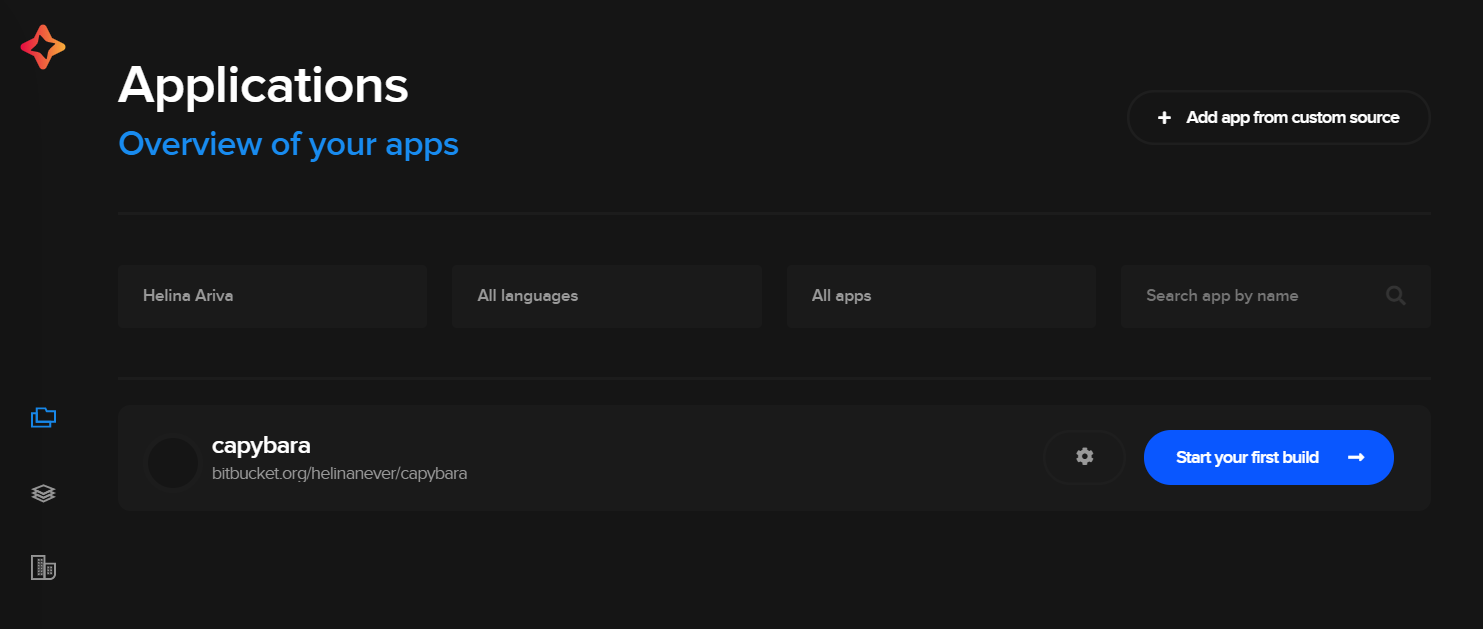 Applications
Overview of your apps
Add app from custom source
Helina Ariva
All languages
All apps
Search app by name
capybara
bitbucket.org/helinanever/capybara
Start your first build